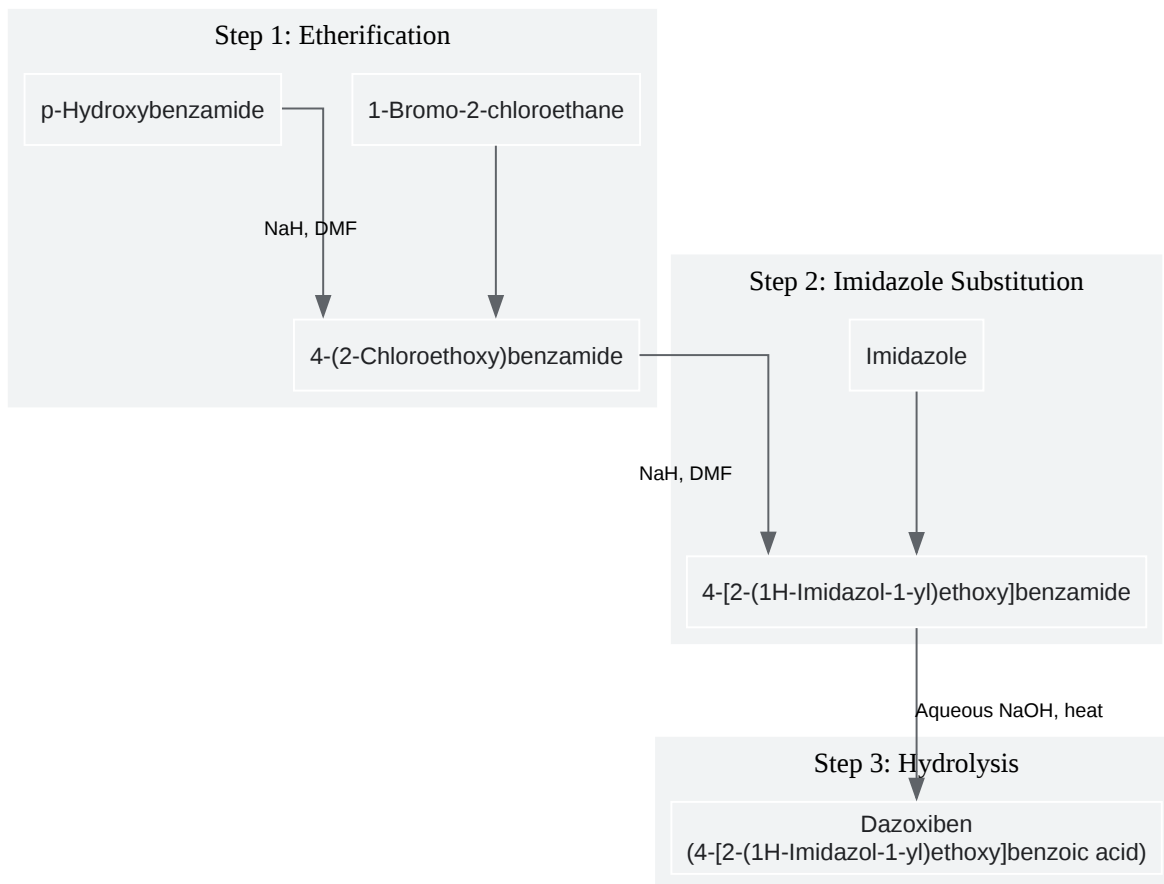 Step 1: Etherification
p-Hydroxybenzamide
1-Bromo-2-chloroethane
NaH, DMF
4-(2-Chloroethoxy)benzamide
Step 2: Imidazole Substitution
Imidazole
NaH, DMF
4-[2-(1H-Imidazol-1-yl)ethoxy]benzamide
Aqueous NaOH, heat
Step 3: Hydrolysis
Dazoxiben
(4-[2-(1H-Imidazol-1-yl)ethoxy]benzoic acid)